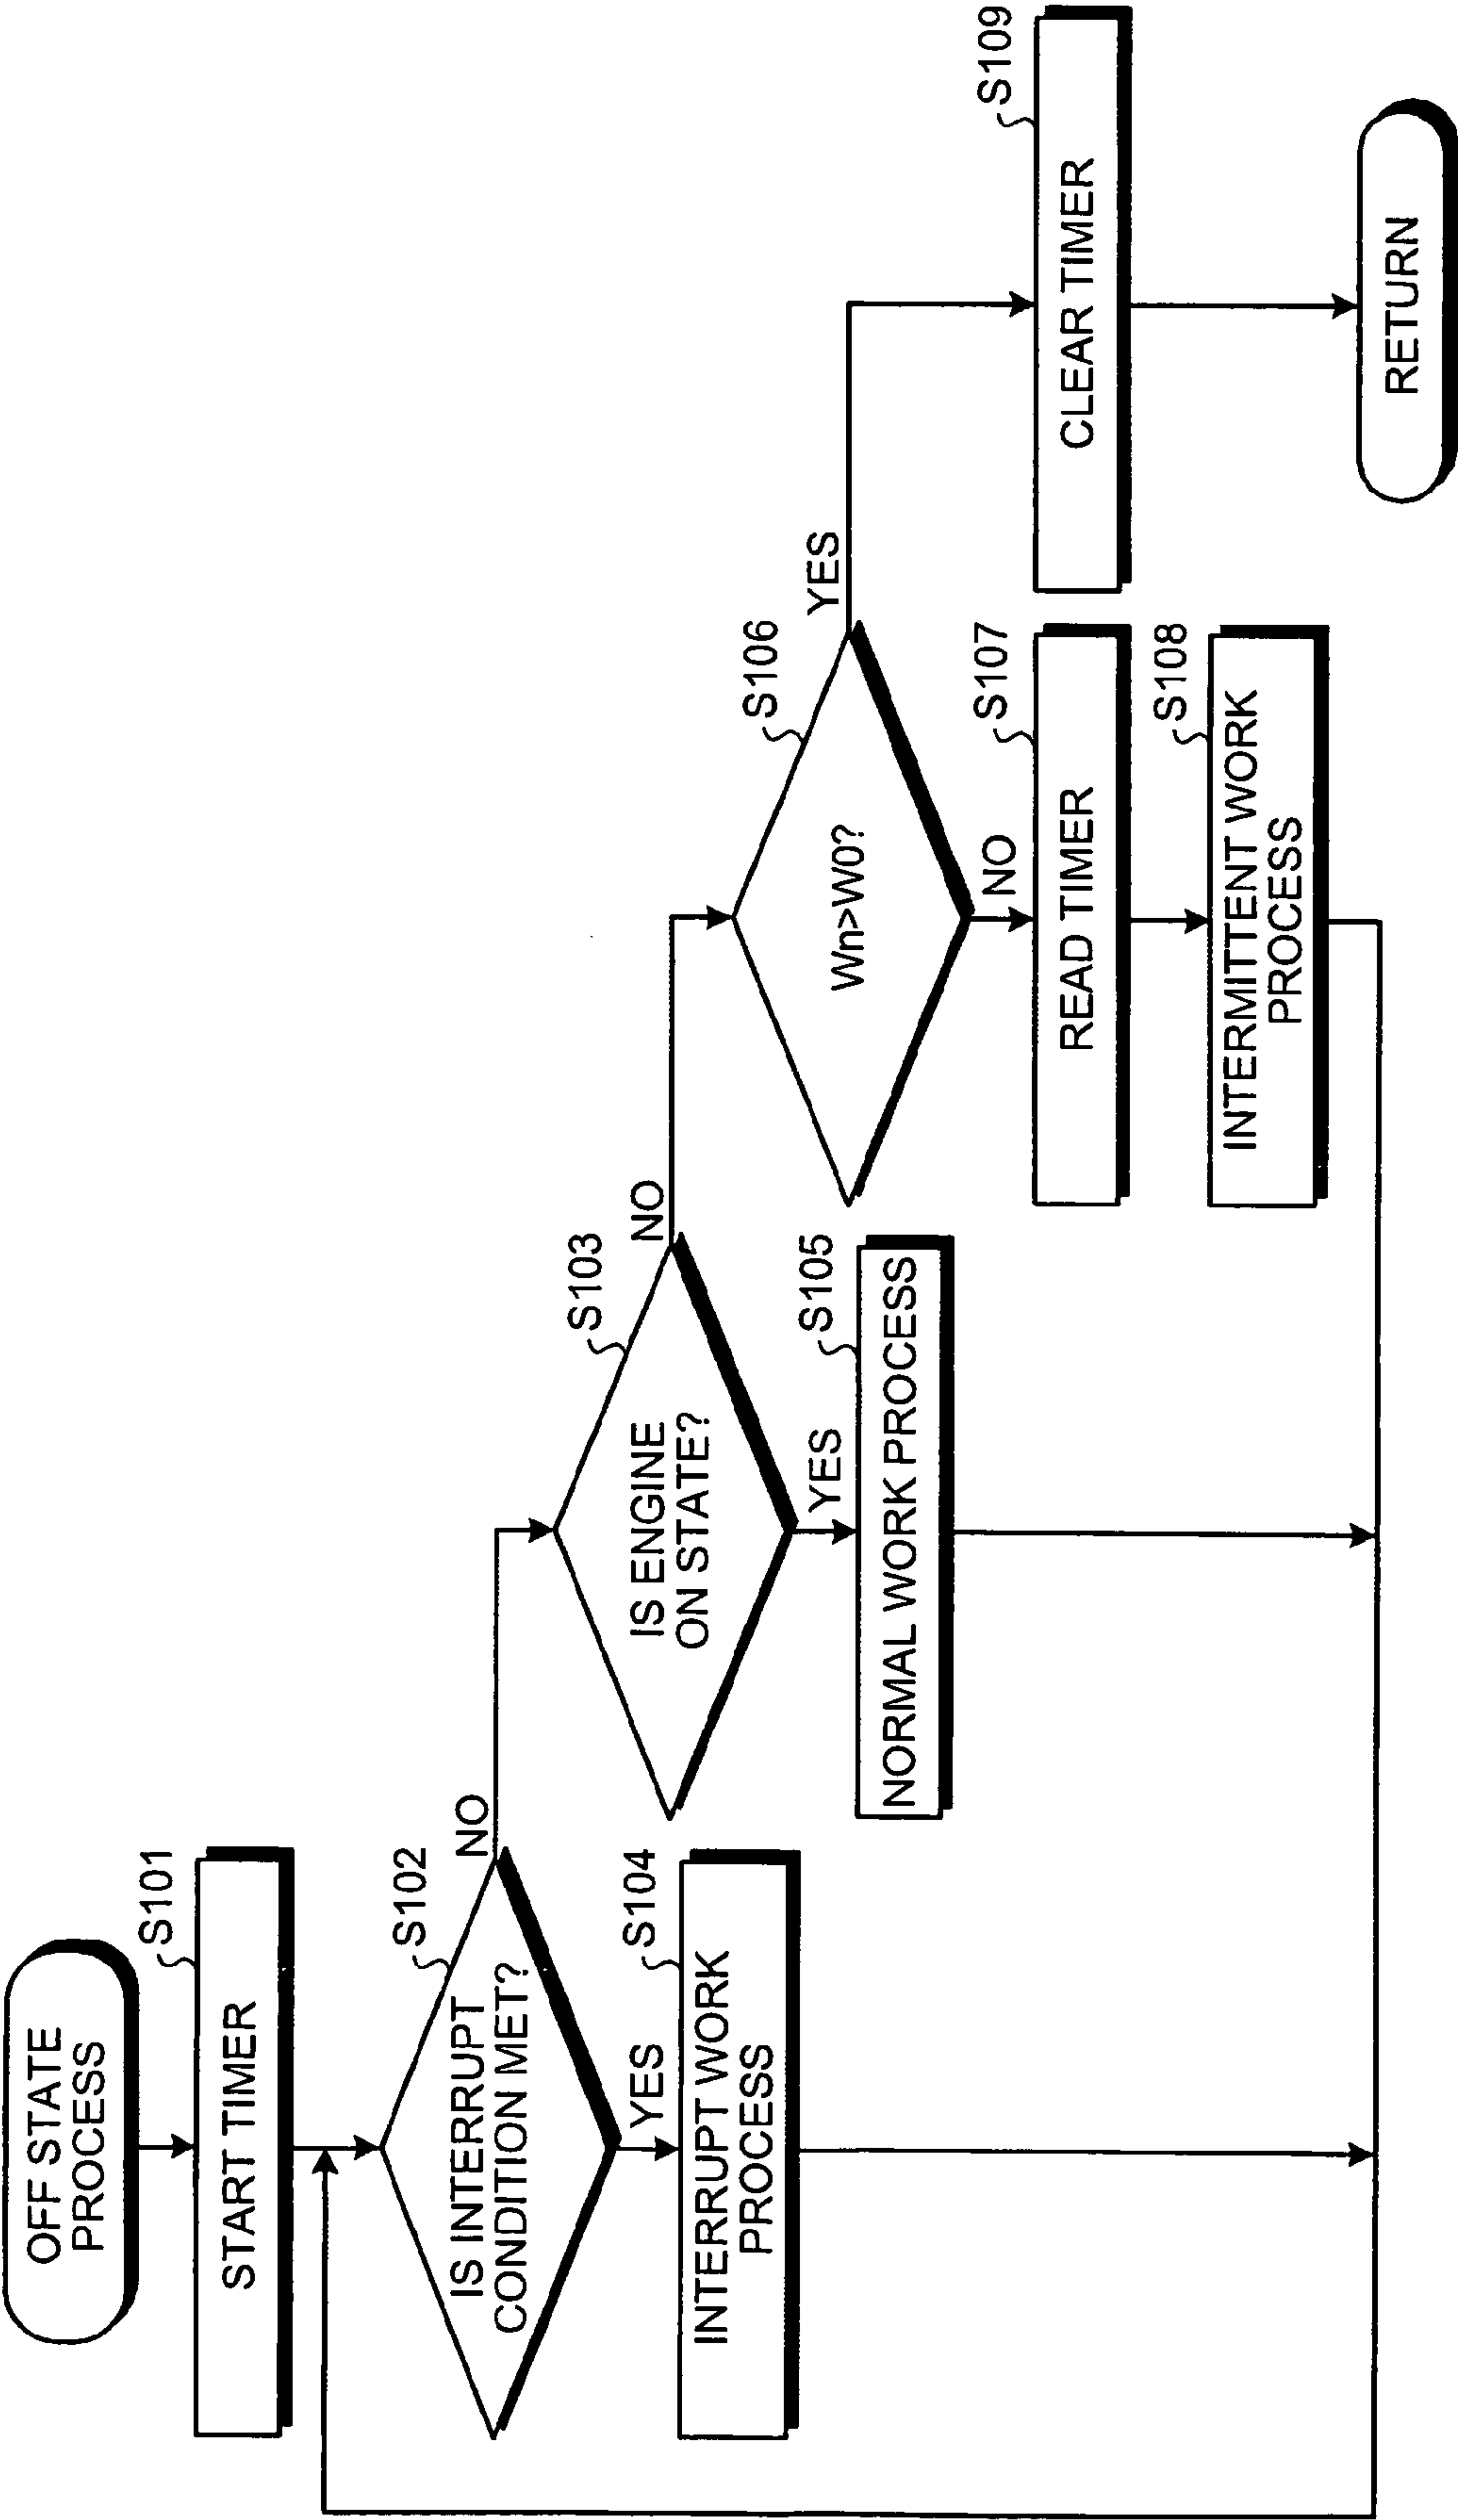 OFF STATE
PROCESS
S101
START TIMER
S102
IS INTERRUPT
CONDITION MET?
NO
YES
S104
INTERRUPT WORK
PROCESS
S103
IS ENGINE
ON STATE?
NO
YES
S105
NORMAL WORK PROCESS
S106
Wn>W0?
YES
NO
S107
READ TIMER
S108
INTERMITTENT WORK
PROCESS
S109
CLEAR TIMER
RETURN